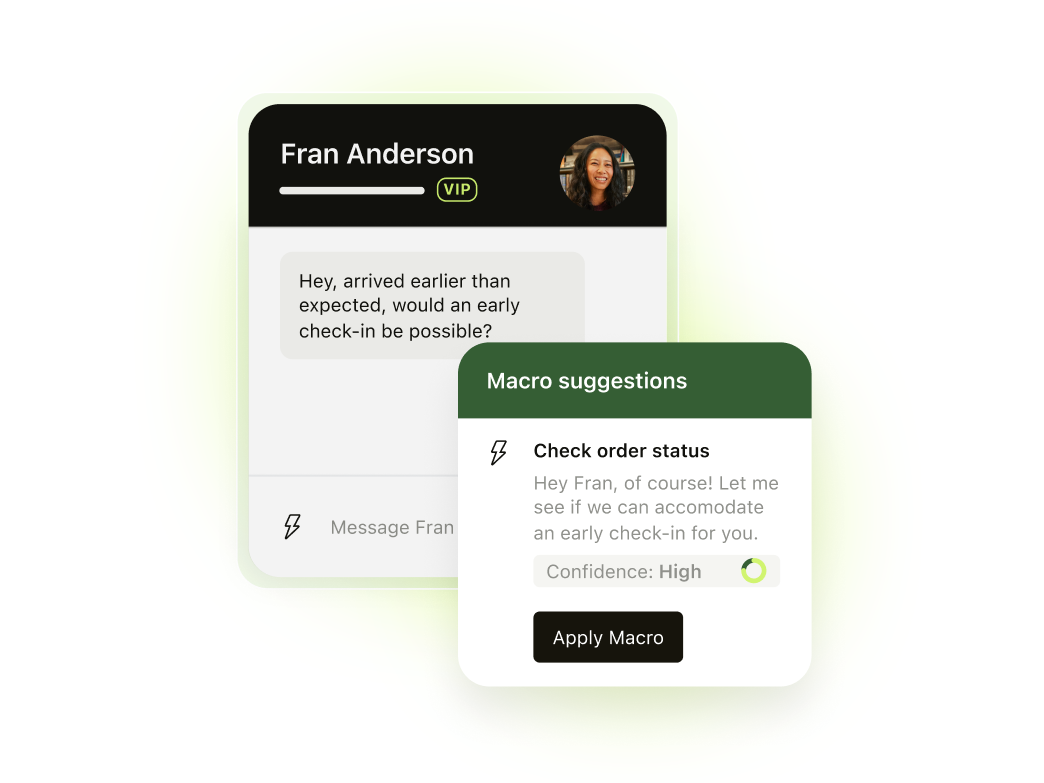 Fran Anderson
VIP
Hey, arrived earlier than
expected, would an early
check-in be possible?
Message Fran
Macro suggestions
Check order status
Hey Fran, of course! Let me
see if we can accomodate
an early check-in for you.
Confidence: High
Apply Macro